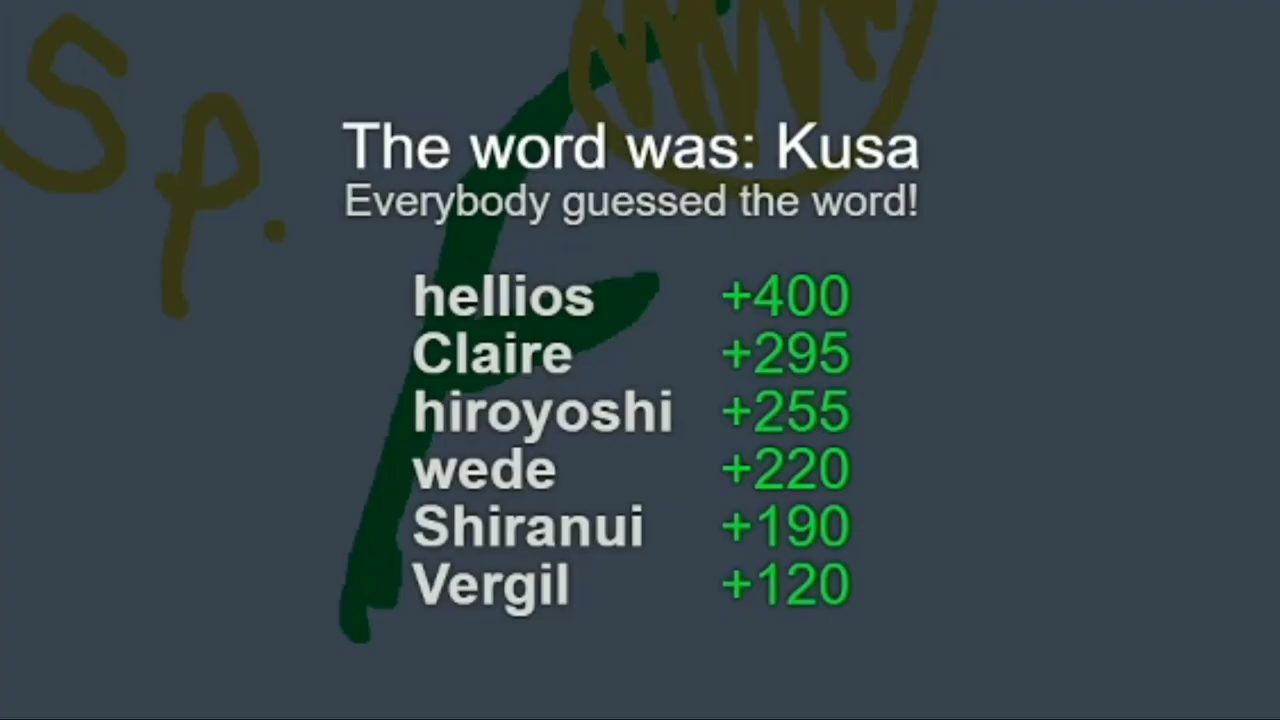 Sp.
The word was: Kusa
Everybody guessed the word!
hellios +400
Claire +295
hiroyoshi +255
wede +220
Shiranui +190
Vergil +120